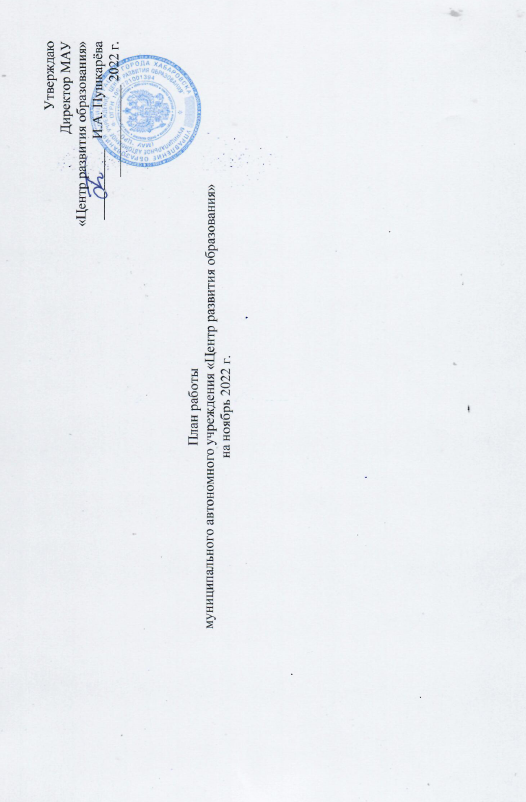 Утверждаю
Директор МАУ
«Центр развития образования»
И.А. Пушкарёва
2022 г.
План работы
муниципального автономного учреждения «Центр развития образования»
на ноябрь 2022 г.